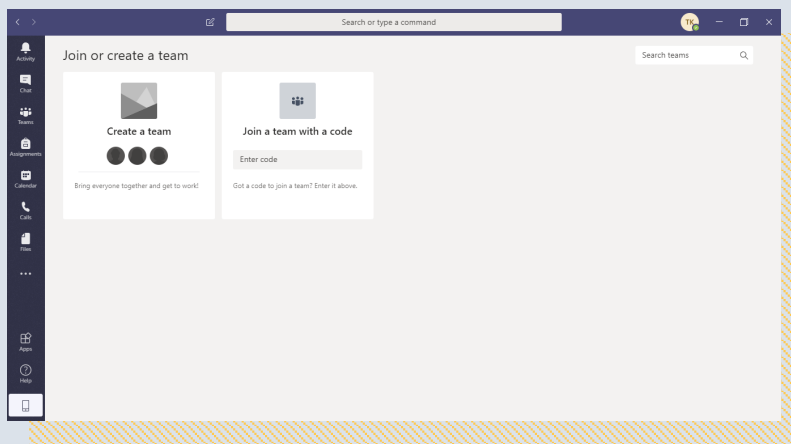 Search or type a command
TK
Activity
Chat
Teams
Assignments
Calendar
Calls
Files
Apps
Help
Join or create a team
Search teams
Create a team
Bring everyone together and get to work!
Join a team with a code
Enter code
Got a code to join a team? Enter it above.